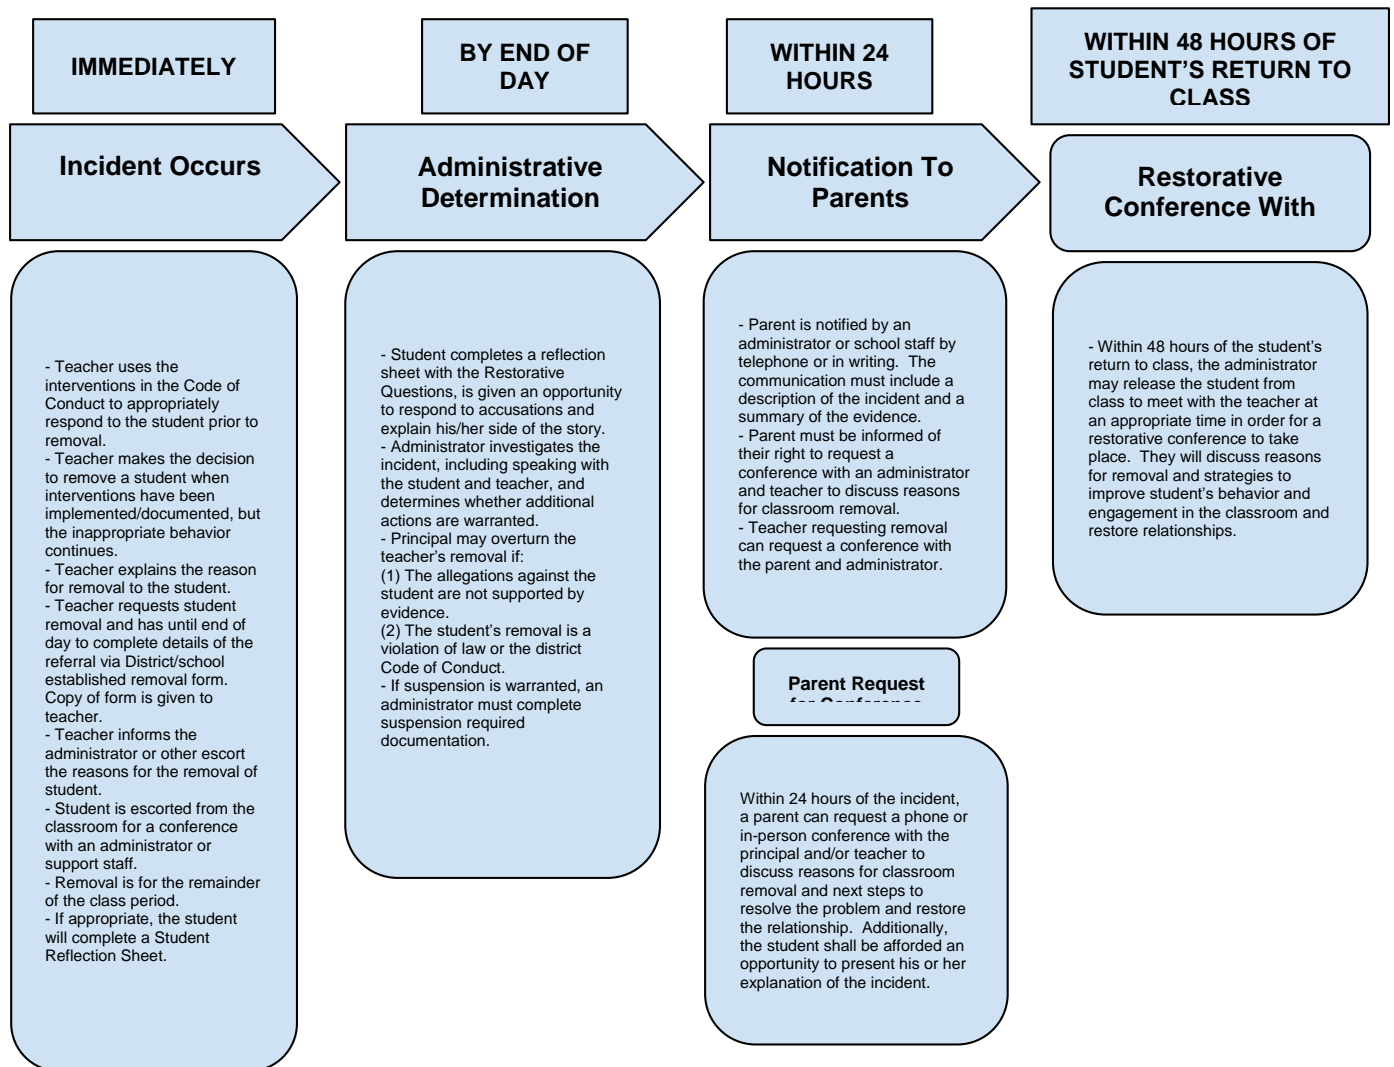 IMMEDIATELY
Incident Occurs
- Teacher uses the
interventions in the Code of
Conduct to appropriately
respond to the student prior to
removal.
- Teacher makes the decision
to remove a student when
interventions have been
implemented/documented, but
the inappropriate behavior
continues.
- Teacher explains the reason
for removal to the student.
- Teacher requests student
removal and has until end of
day to complete details of the
referral via District/school
established removal form.
Copy of form is given to
teacher.
- Teacher informs the
administrator or other escort
the reasons for the removal of
student.
- Student is escorted from the
classroom for a conference
with an administrator or
support staff.
- Removal is for the remainder
of the class period.
- If appropriate, the student
will complete a Student
Reflection Sheet.
BY END OF
DAY
Administrative
Determination
- Student completes a reflection
sheet with the Restorative
Questions, is given an opportunity
to respond to accusations and
explain his/her side of the story.
- Administrator investigates the
incident, including speaking with
the student and teacher, and
determines whether additional
actions are warranted.
- Principal may overturn the
teacher's removal if:
(1) The allegations against the
student are not supported by
evidence.
(2) The student's removal is a
violation of law or the district
Code of Conduct.
- If suspension is warranted, an
administrator must complete
suspension required
documentation.
WITHIN 24
HOURS
Notification To
Parents
- Parent is notified by an
administrator or school staff by
telephone or in writing.  The
communication must include a
description of the incident and a
summary of the evidence.
- Parent must be informed of
their right to request a
conference with an administrator
and teacher to discuss reasons
for classroom removal.
- Teacher requesting removal
can request a conference with
the parent and administrator.
Parent Request
for Conference
Within 24 hours of the incident,
a parent can request a phone or
in-person conference with the
principal and/or teacher to
discuss reasons for classroom
removal and next steps to
resolve the problem and restore
the relationship.  Additionally,
the student shall be afforded an
opportunity to present his or her
explanation of the incident.
WITHIN 48 HOURS OF
STUDENT'S RETURN TO
CLASS
Restorative
Conference With
- Within 48 hours of the student's
return to class, the administrator
may release the student from
class to meet with the teacher at
an appropriate time in order for a
restorative conference to take
place.  They will discuss reasons
for removal and strategies to
improve student's behavior and
engagement in the classroom and
restore relationships.